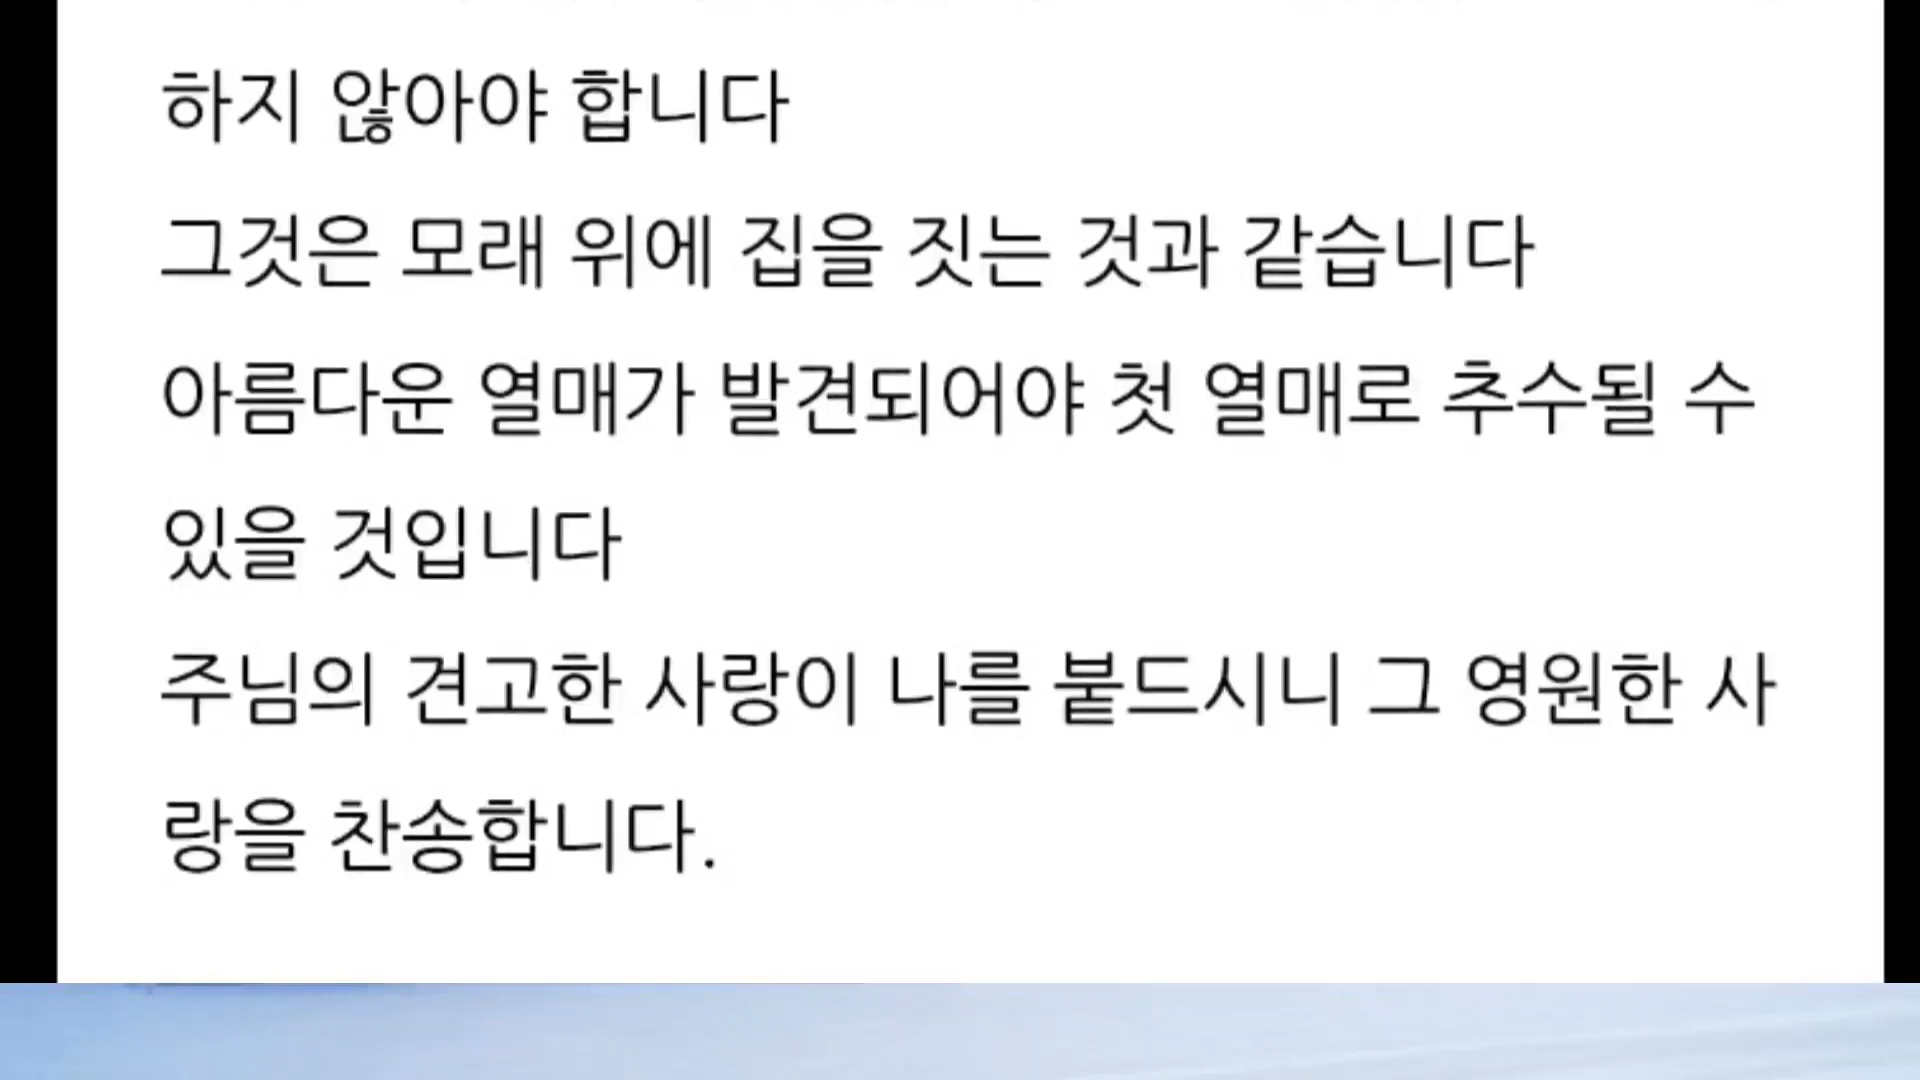 하지 않아야 합니다
그것은 모래 위에 집을 짓는 것과 같습니다
아름다운 열매가 발견되어야 첫 열매로 추수될 수
있을 것입니다
주님의 견고한 사랑이 나를 붙드시니 그 영원한 사
랑을 찬송합니다.